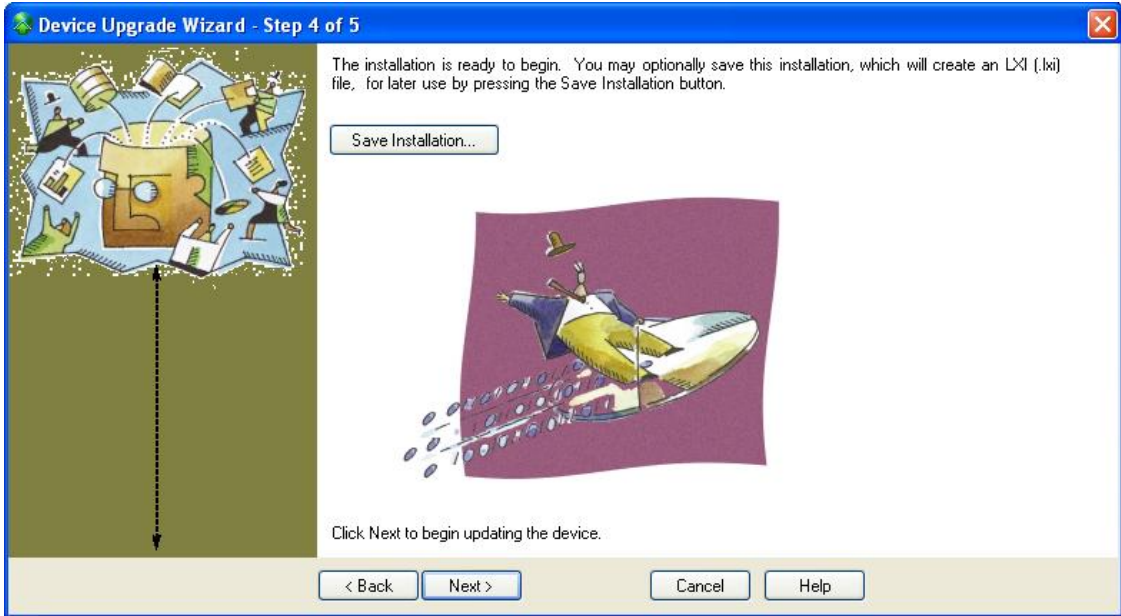 Device Upgrade Wizard - Step 4 of 5
The installation is ready to begin.  You may optionally save this installation, which will create an LXI (.lxi)
file,  for later use by pressing the Save Installation button.
Save Installation...
Click Next to begin updating the device.
< Back
Next >
Cancel
Help